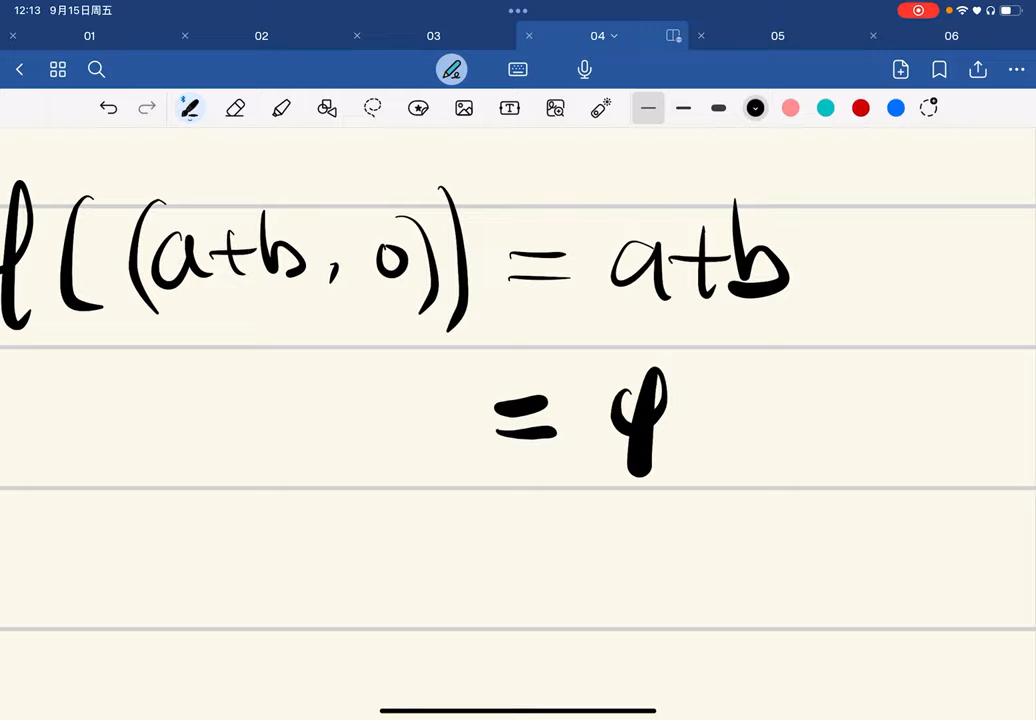 12:13 9月15日周五
01 02 03 04 05 06
φ((a+b, 0)) = a+b
= φ